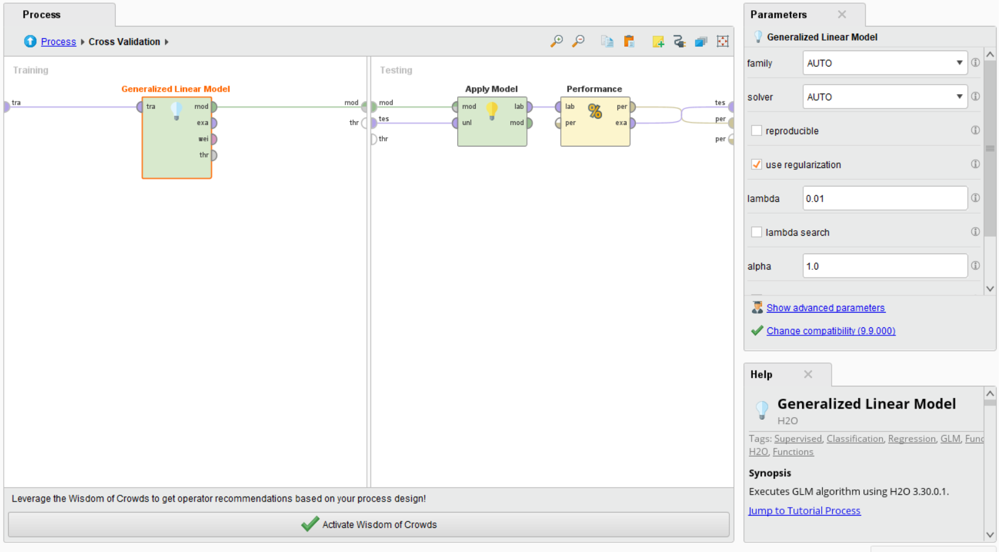 Process
Process Cross Validation
Training
Testing
Generalized Linear Model
Apply Model
Performance
tra
tra
mod
exa
wei
thr
mod
thr
mod
tes
thr
mod
unl
lab
mod
lab
per
per
exa
tes
per
per
Leverage the Wisdom of Crowds to get operator recommendations based on your process design!
Activate Wisdom of Crowds
Parameters
Generalized Linear Model
family AUTO
solver AUTO
reproducible
use regularization
lambda 0.01
lambda search
alpha 1.0
Show advanced parameters
Change compatibility (9.9.000)
Help
Generalized Linear Model
H2O
Tags: Supervised, Classification, Regression, GLM, Func
H2O, Functions
Synopsis
Executes GLM algorithm using H2O 3.30.0.1.
Jump to Tutorial Process